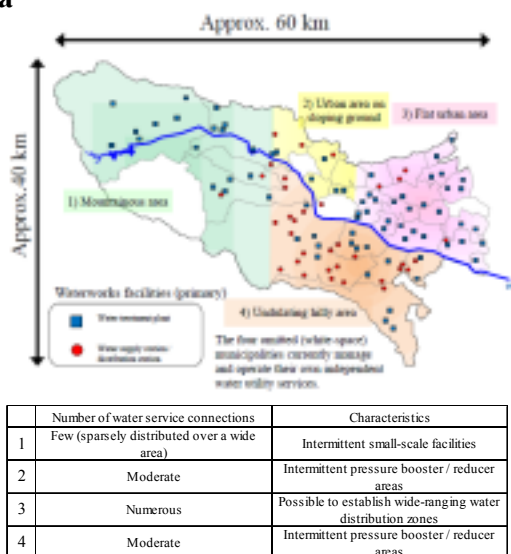 a
Approx. 60 km
Approx.40 km
2) Urban area on
sloping ground
3) Flat urban area
1) Mountainous area
Waterworks facilities (primary)
Water treatment plant
Water supply station/
distribution station
4) Undulating hilly area
The four omitted (white-space)
municipalities currently manage
and operate their own independent
water utility services.
Number of water service connections Characteristics
1 Few (sparsely distributed over a wide
area) Intermittent small-scale facilities
2 Moderate Intermittent pressure booster / reducer
areas
3 Numerous Possible to establish wide-ranging water
distribution zones
4 Moderate Intermittent pressure booster / reducer
areas